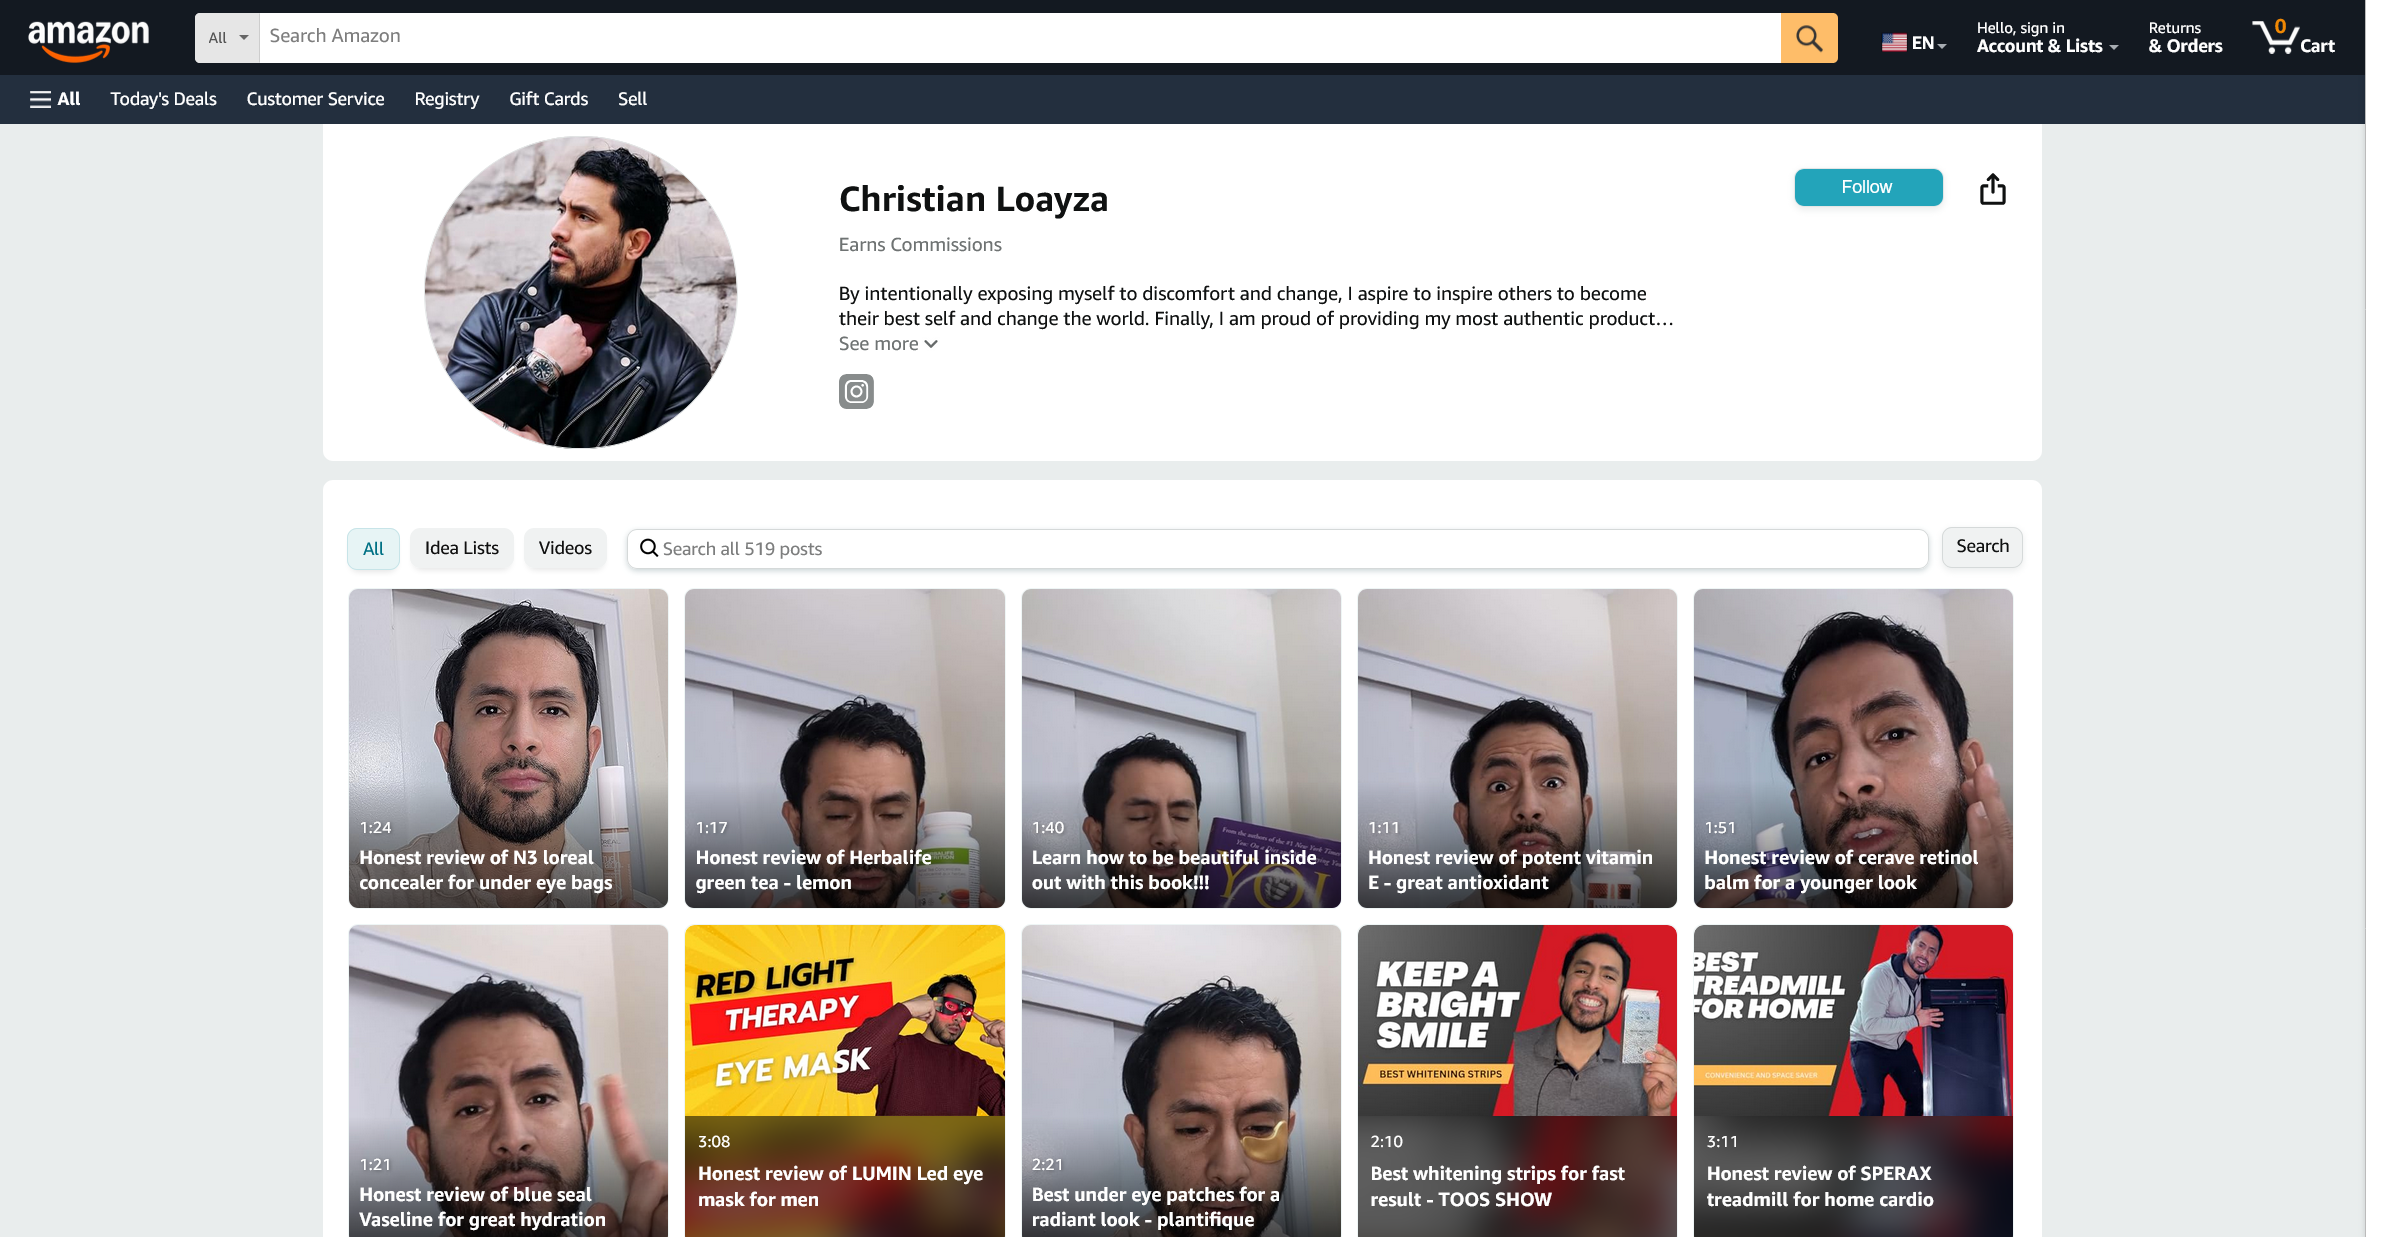 amazon
All
Search Amazon
EN
Hello, sign in
Account & Lists
Returns
& Orders
0
Cart
All
Today's Deals
Customer Service
Registry
Gift Cards
Sell
Christian Loayza
Earns Commissions
By intentionally exposing myself to discomfort and change, I aspire to inspire others to become
their best self and change the world. Finally, I am proud of providing my most authentic product…
See more
Follow
All
Idea Lists
Videos
Search all 519 posts
Search
1:24
Honest review of N3 loreal
concealer for under eye bags
1:17
Honest review of Herbalife
green tea - lemon
From the authors of the #1 New York Times
YOU
1:40
Learn how to be beautiful inside
out with this book!!!
1:11
Honest review of potent vitamin
E - great antioxidant
1:51
Honest review of cerave retinol
balm for a younger look
1:21
Honest review of blue seal
Vaseline for great hydration
RED LIGHT
THERAPY
EYE MASK
3:08
Honest review of LUMIN Led eye
mask for men
2:21
Best under eye patches for a
radiant look - plantifique
KEEP A
BRIGHT
SMILE
BEST WHITENING STRIPS
2:10
Best whitening strips for fast
result - TOOS SHOW
BEST
TREADMILL
FOR HOME
CONVENIENCE AND SPACE SAVER
3:11
Honest review of SPERAX
treadmill for home cardio